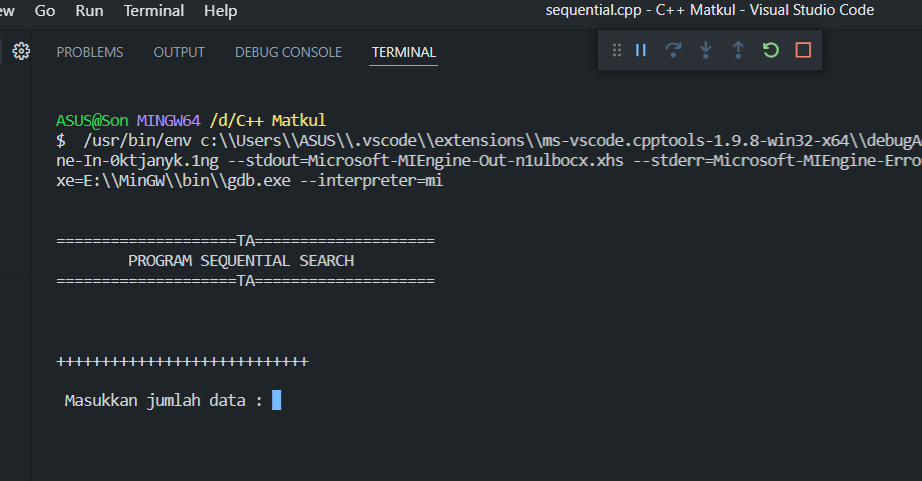 ew Go Run Terminal Help sequential.cpp - C++ Matkul - Visual Studio Code
PROBLEMS OUTPUT DEBUG CONSOLE TERMINAL
ASUS@Son MINGW64 /d/C++ Matkul
$ /usr/bin/env c:\\Users\\ASUS\\.vscode\\extensions\\ms-vscode.cpptools-1.9.8-win32-x64\\debugA
ne-In-0ktjanyk.1ng --stdout=Microsoft-MIEngine-Out-n1ulbocx.xhs --stderr=Microsoft-MIEngine-Erro
xe=E:\\MinGW\\bin\\gdb.exe --interpreter=mi
====================TA====================
PROGRAM SEQUENTIAL SEARCH
====================TA====================
++++++++++++++++++++++++++++
Masukkan jumlah data :